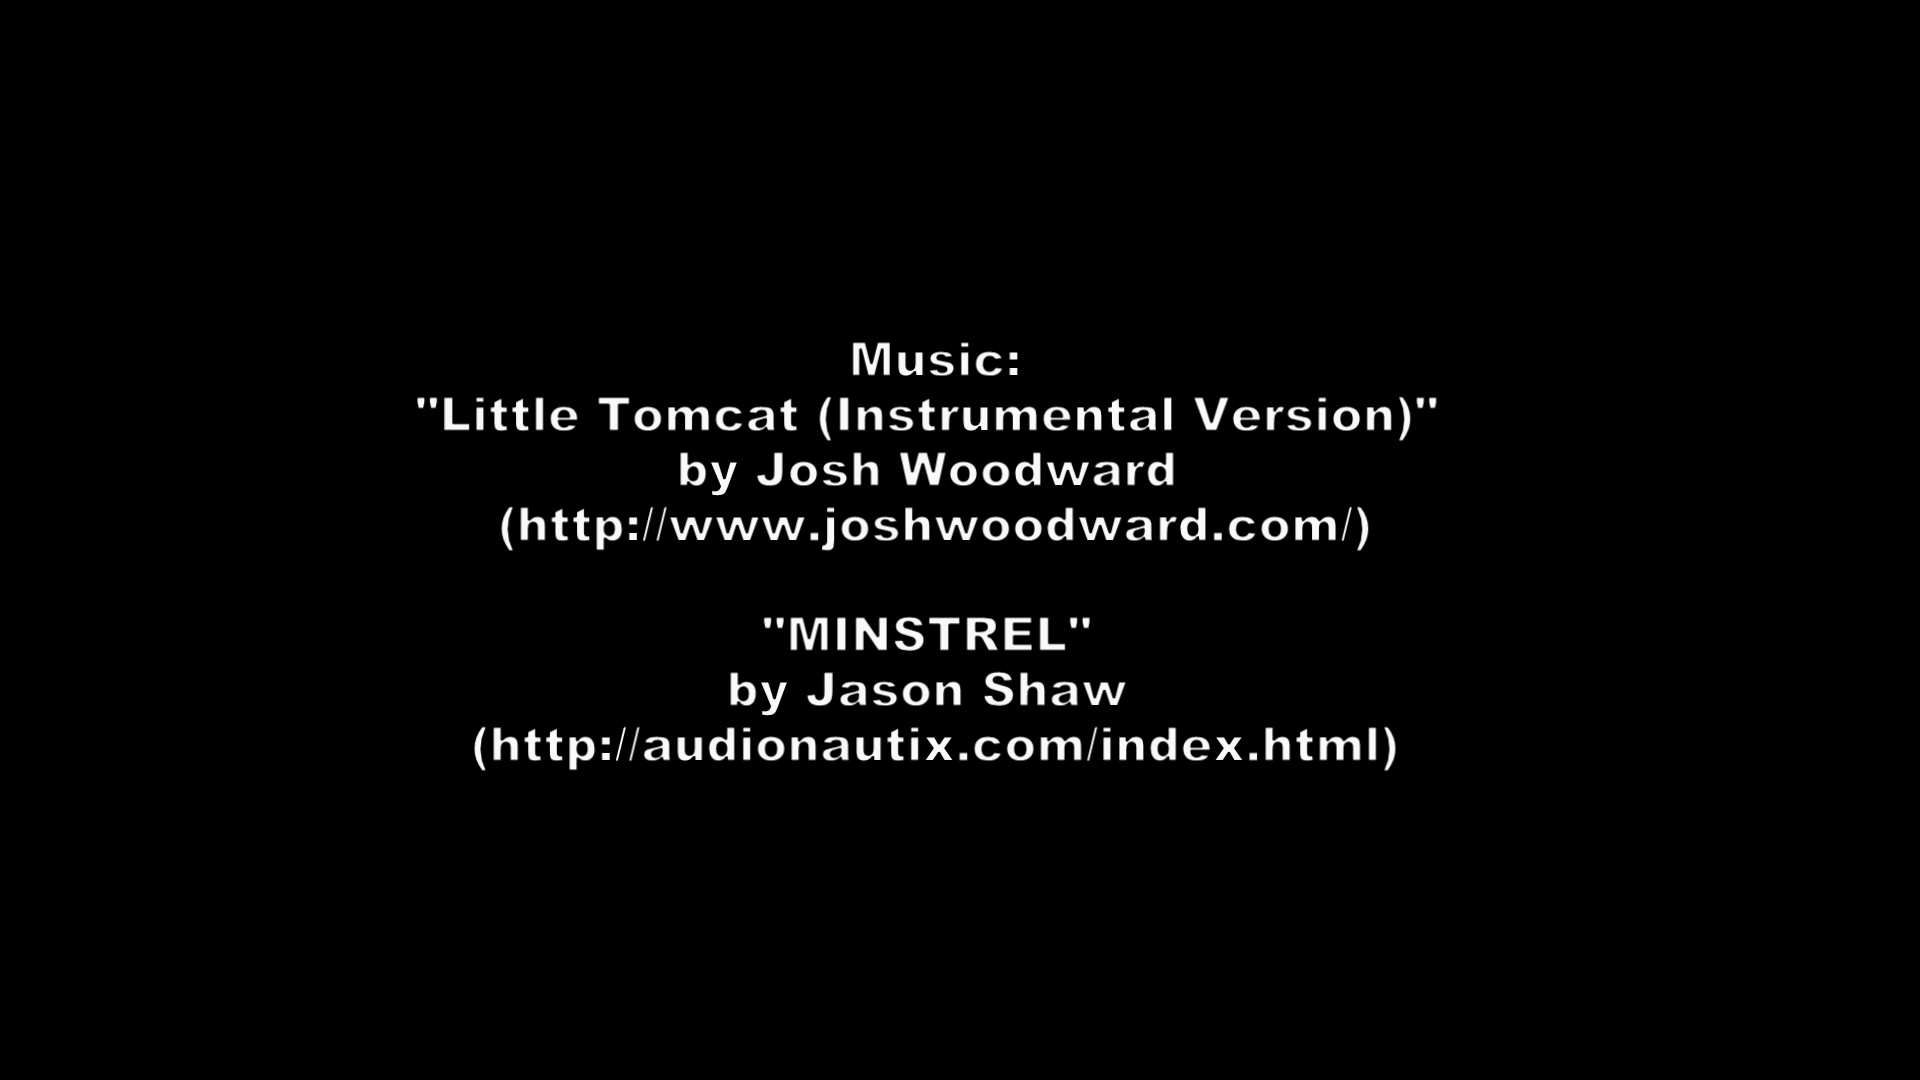 Music:
"Little Tomcat (Instrumental Version)"
by Josh Woodward
(http://www.joshwoodward.com/)
"MINSTREL"
by Jason Shaw
(http://audionautix.com/index.html)